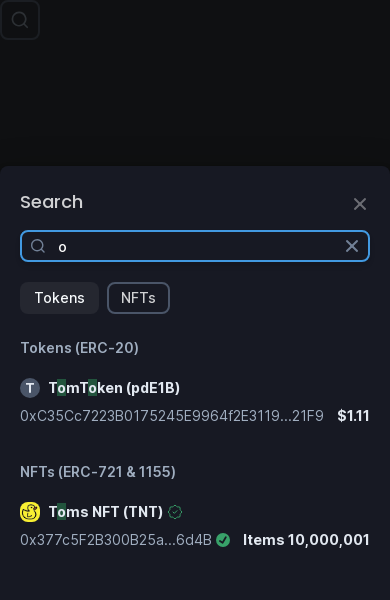 Search
o
Tokens
NFTs
Tokens (ERC-20)
T TomToken (pdE1B)
0xC35Cc7223B0175245E9964f2E3119...21F9 $1.11
NFTs (ERC-721 & 1155)
Toms NFT (TNT)
0x377c5F2B300B25a...6d4B Items 10,000,001